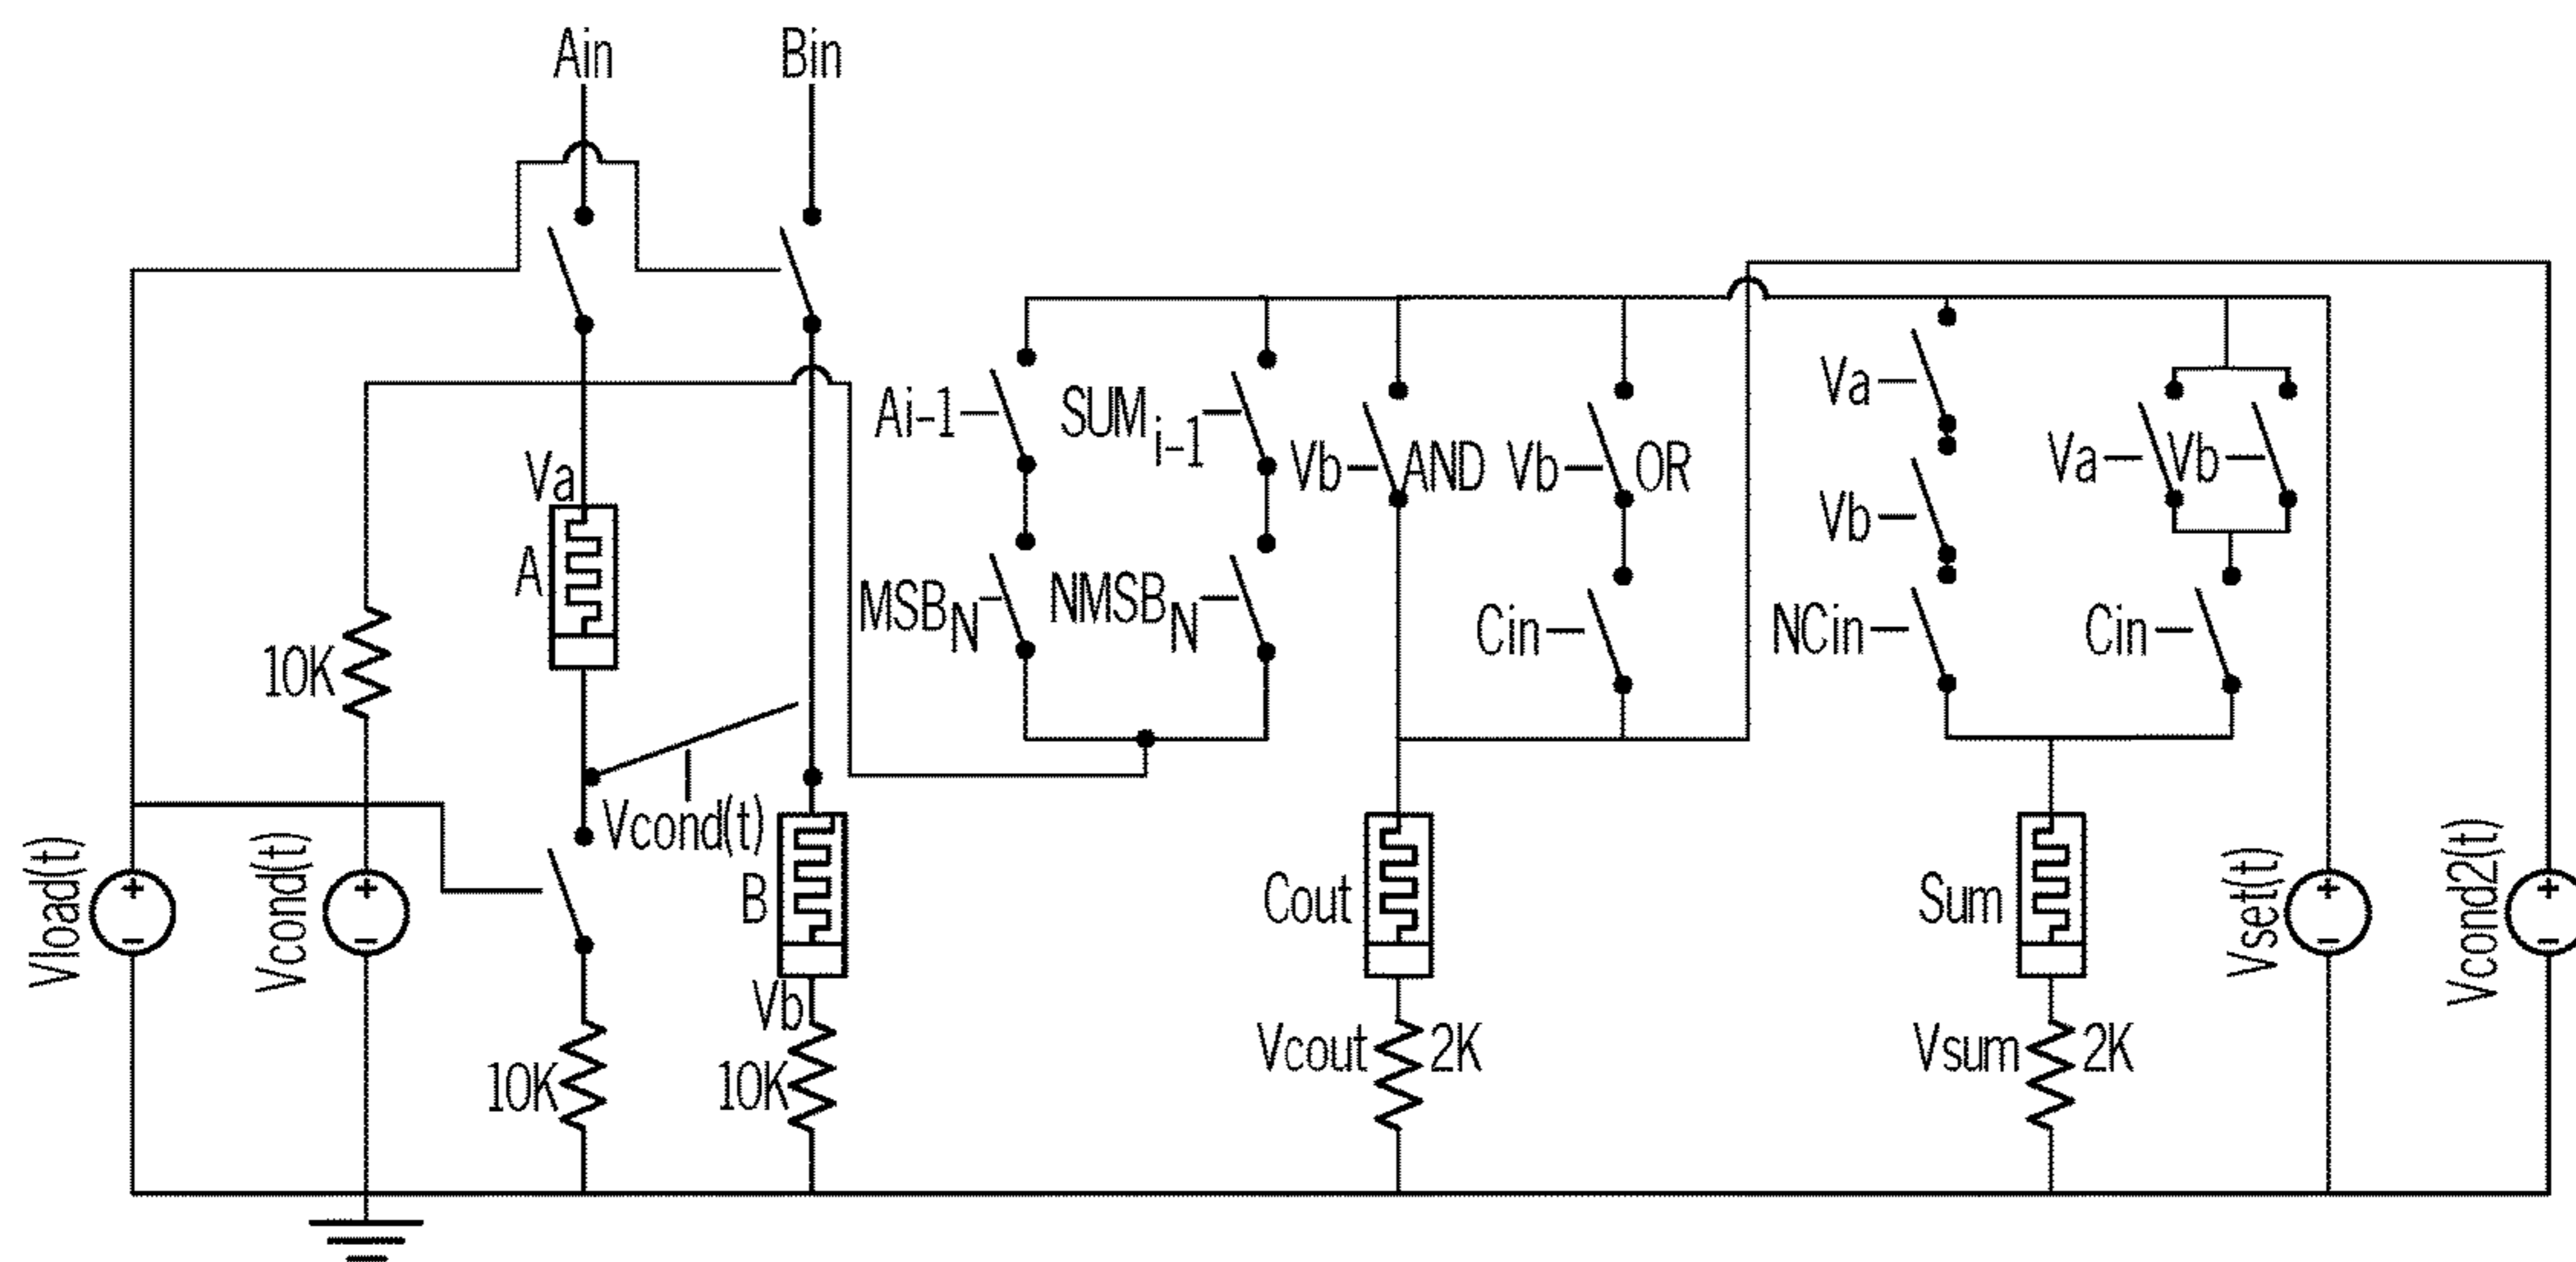 Ain
Bin
Va
A
10K
Vcond(t)
B
Vb
10K
10K
Vload(t)
Vcond(t)
Ai-1
SUMi-1
MSBN
NMSBN
Vb
AND
Vb
OR
Cin
Cout
Vcout
2K
Va
Vb
NCin
Va
Vb
Cin
Sum
Vsum
2K
Vset(t)
Vcond2(t)